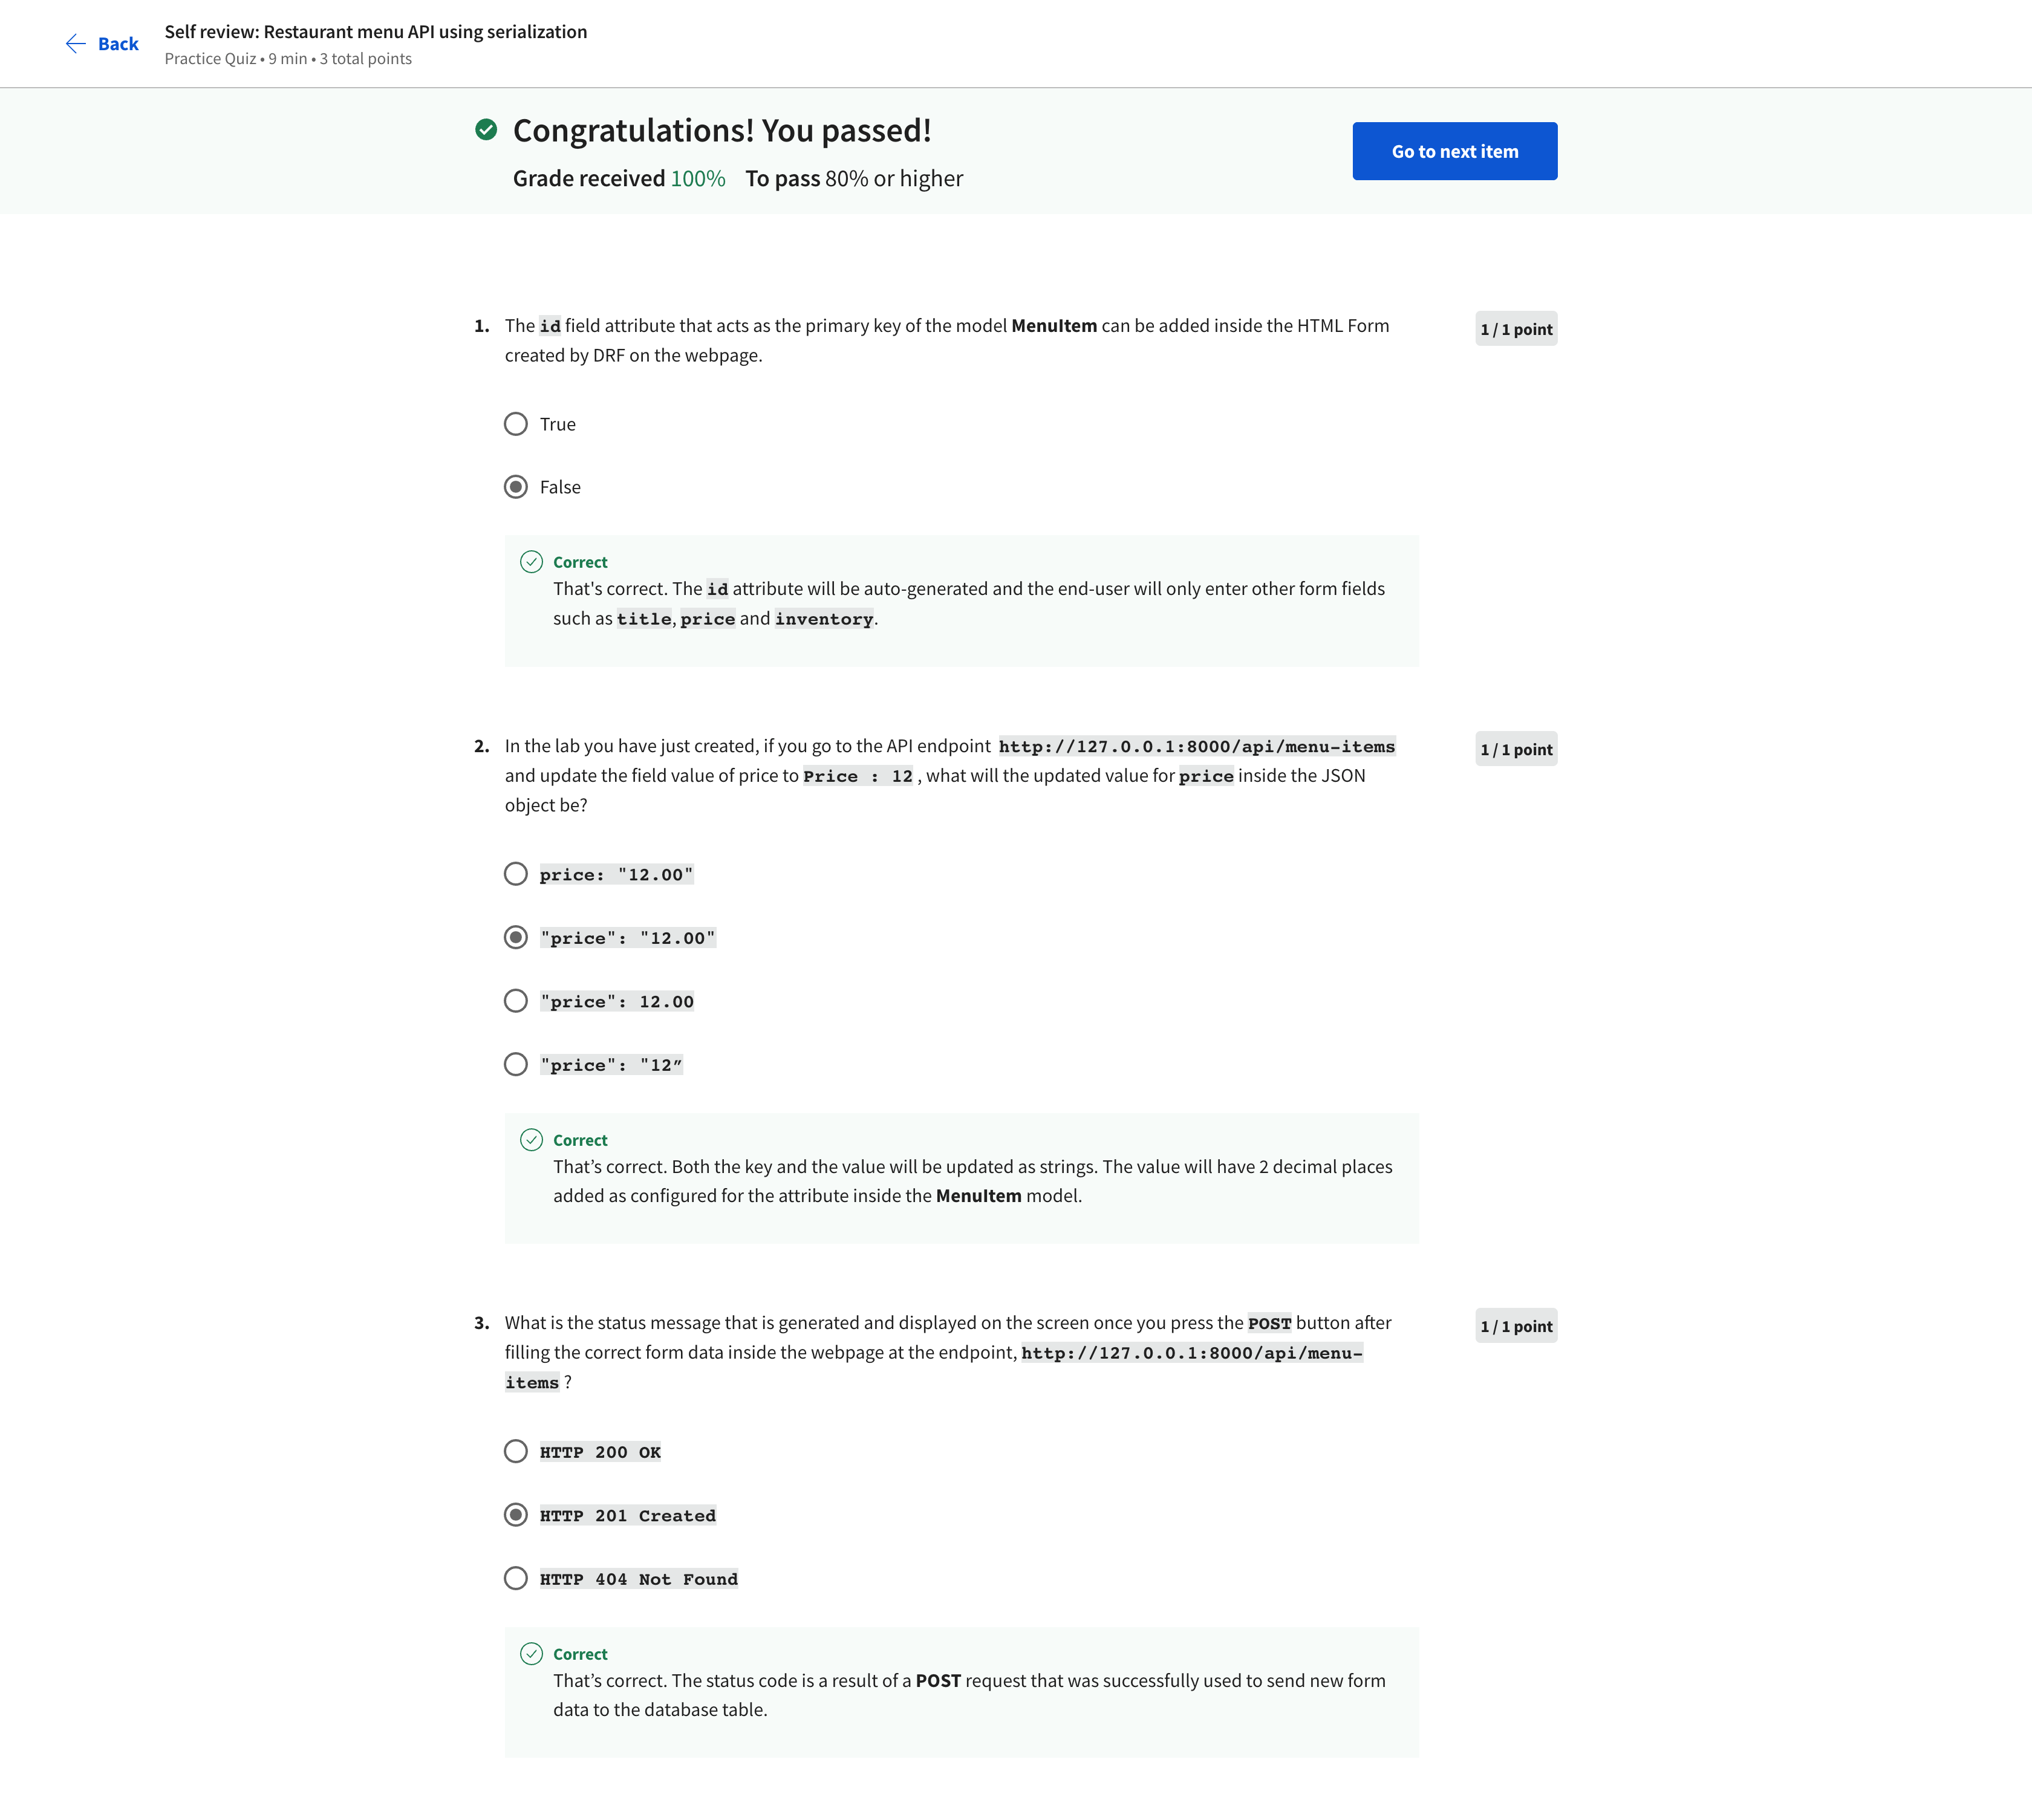 Back
Self review: Restaurant menu API using serialization
Practice Quiz • 9 min • 3 total points
Congratulations! You passed!
Grade received 100% To pass 80% or higher
Go to next item
1. The id field attribute that acts as the primary key of the model MenuItem can be added inside the HTML Form
created by DRF on the webpage.
1 / 1 point
True
False
Correct
That's correct. The id attribute will be auto-generated and the end-user will only enter other form fields
such as title, price and inventory.
2. In the lab you have just created, if you go to the API endpoint http://127.0.0.1:8000/api/menu-items
and update the field value of price to Price : 12 , what will the updated value for price inside the JSON
object be?
1 / 1 point
price: "12.00"
"price": "12.00"
"price": 12.00
"price": "12”
Correct
That’s correct. Both the key and the value will be updated as strings. The value will have 2 decimal places
added as configured for the attribute inside the MenuItem model.
3. What is the status message that is generated and displayed on the screen once you press the POST button after
filling the correct form data inside the webpage at the endpoint, http://127.0.0.1:8000/api/menu-
items ?
1 / 1 point
HTTP 200 OK
HTTP 201 Created
HTTP 404 Not Found
Correct
That’s correct. The status code is a result of a POST request that was successfully used to send new form
data to the database table.